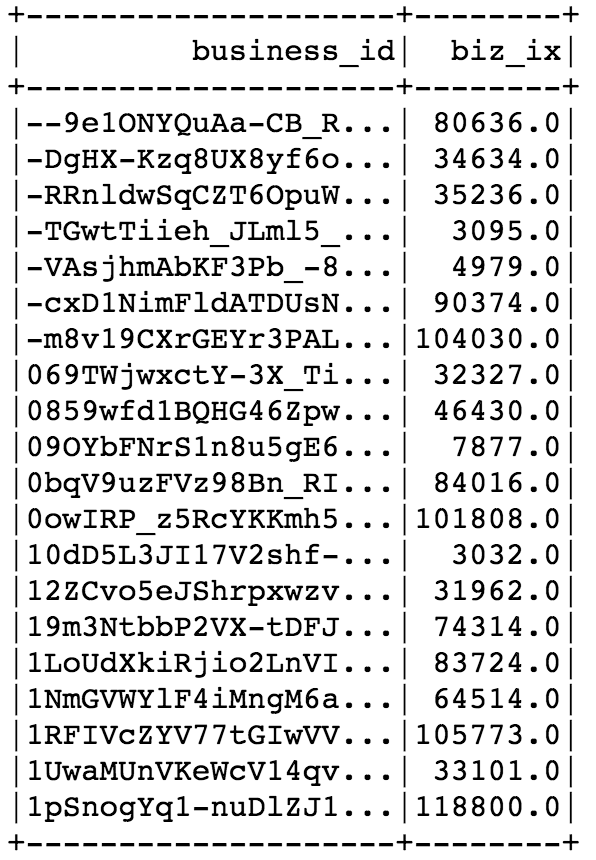 +--------------------+--------+
|         business_id|  biz_ix|
+--------------------+--------+
|--9e1ONYQuAa-CB_R...| 80636.0|
|-DgHX-Kzq8UX8yf6o...| 34634.0|
|-RRnldwSqCZT6OpuW...| 35236.0|
|-TGwtTiieh_JLml5_...|  3095.0|
|-VAsjhmAbKF3Pb_-8...|  4979.0|
|-cxD1NimFldATDUsN...| 90374.0|
|-m8v19CXrGEYr3PAL...|104030.0|
|069TWjwxctY-3X_Ti...| 32327.0|
|0859wfd1BQHG46Zpw...| 46430.0|
|09OYbFNrS1n8u5gE6...|  7877.0|
|0bqV9uzFVz98Bn_RI...| 84016.0|
|0owIRP_z5RcYKKmh5...|101808.0|
|10dD5L3JI17V2shf-...|  3032.0|
|12ZCvo5eJShrpxwzv...| 31962.0|
|19m3NtbbP2VX-tDFJ...| 74314.0|
|1LoUdXkiRjio2LnVI...| 83724.0|
|1NmGVWYlF4iMngM6a...| 64514.0|
|1RFIVcZYV77tGIwVV...|105773.0|
|1UwaMUnVKeWcV14qv...| 33101.0|
|1pSnogYq1-nuDlZJ1...|118800.0|
+--------------------+--------+